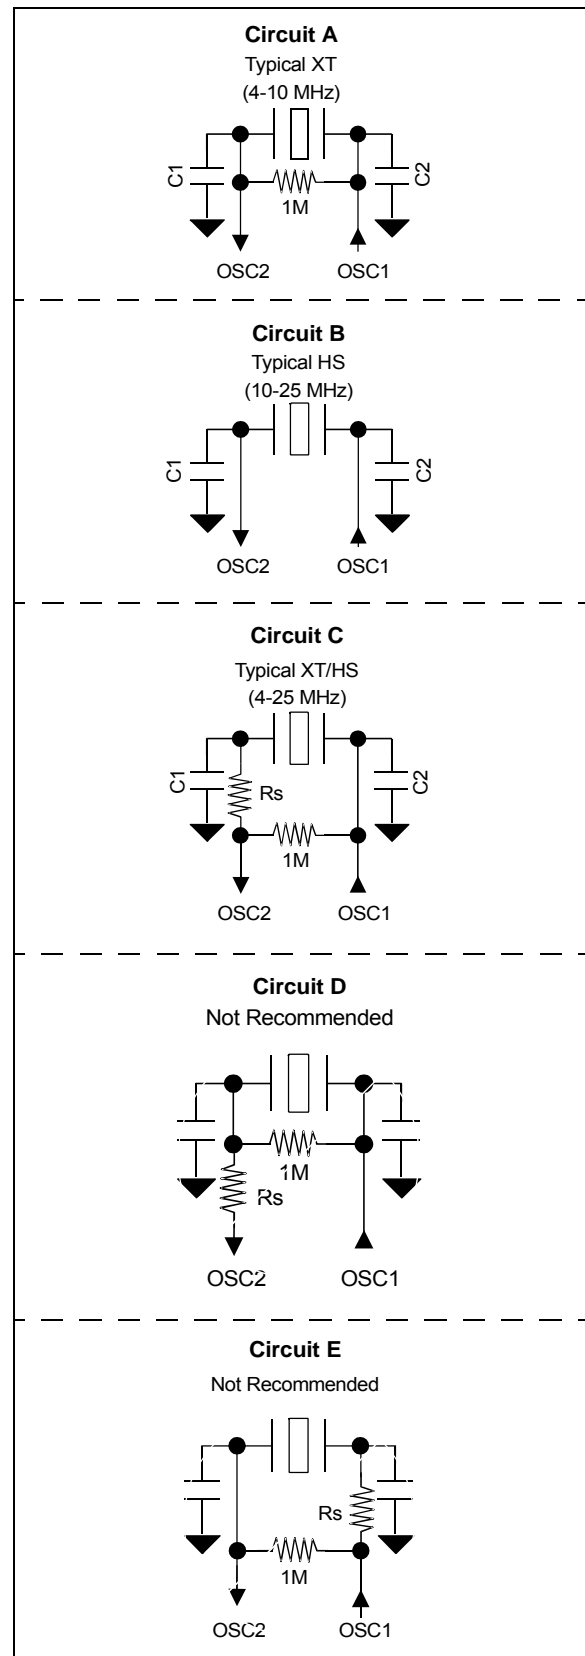 Circuit A
Typical XT
(4-10 MHz)
C1
C2
1M
OSC2 OSC1
Circuit B
Typical HS
(10-25 MHz)
C1
C2
OSC2 OSC1
Circuit C
Typical XT/HS
(4-25 MHz)
C1
Rs
C2
1M
OSC2 OSC1
Circuit D
Not Recommended
1M
Rs
OSC2 OSC1
Circuit E
Not Recommended
Rs
1M
OSC2 OSC1